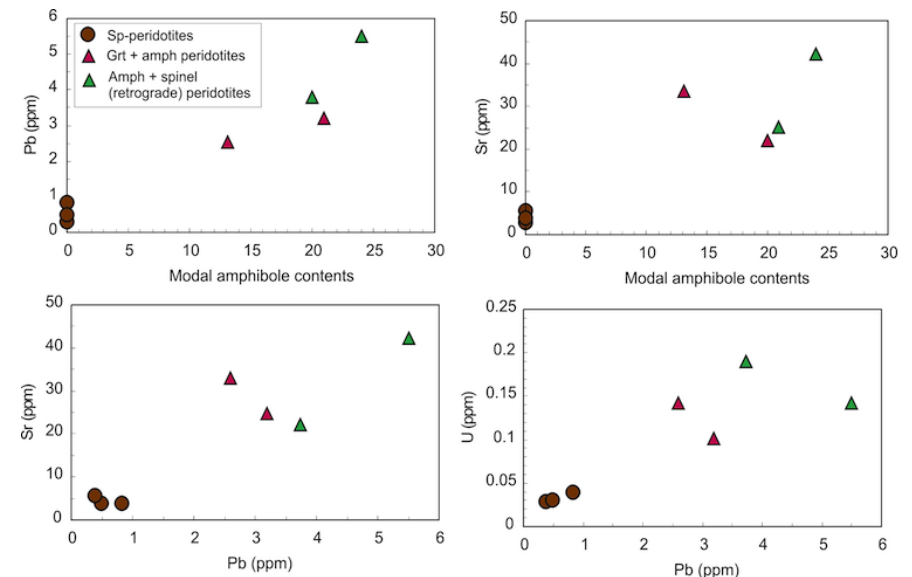 6
5
4
3
2
1
0
Pb (ppm)
Sp-peridotites
Grt + amph peridotites
Amph + spinel
(retrograde) peridotites
0 5 10 15 20 25 30
Modal amphibole contents
50
40
30
20
10
0
Sr (ppm)
0 5 10 15 20 25 30
Modal amphibole contents
50
40
30
20
10
0
Sr (ppm)
0 1 2 3 4 5 6
Pb (ppm)
0.25
0.2
0.15
0.1
0.05
0
U (ppm)
0 1 2 3 4 5 6
Pb (ppm)